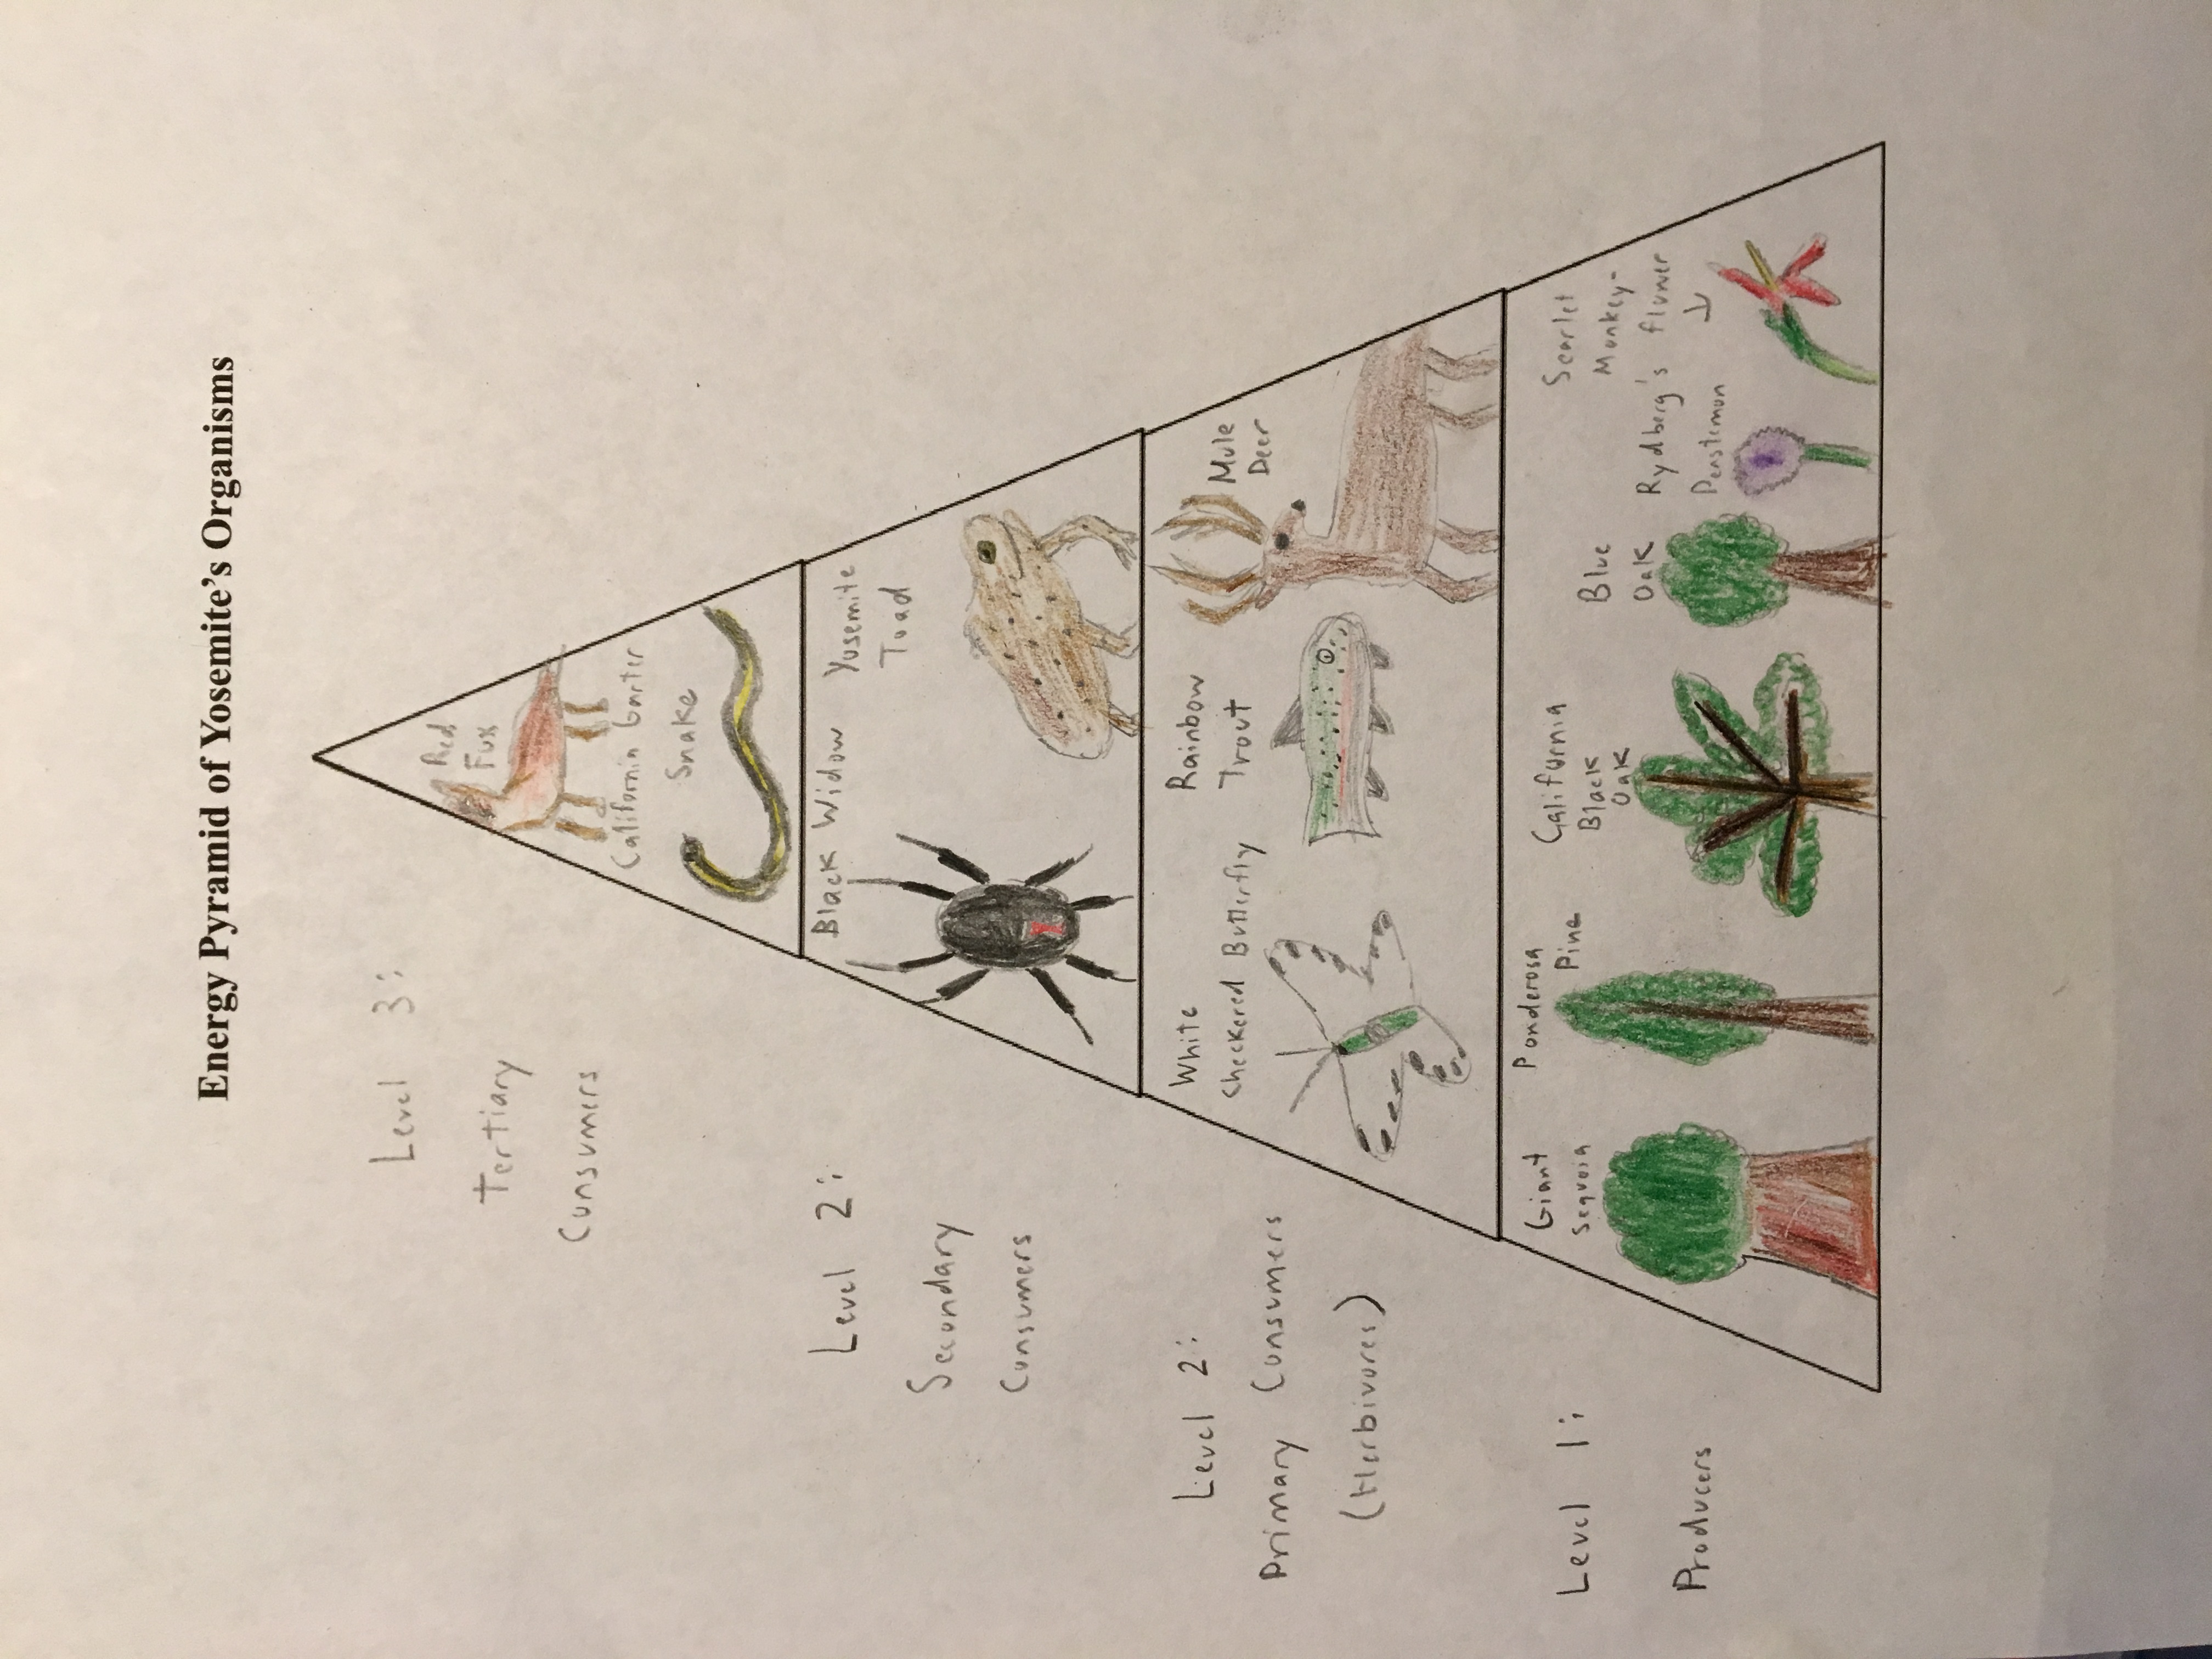 Energy Pyramid of Yosemite's Organisms
Level 3:
Tertiary
Consumers
Red
Fox
California Garter
Snake
Level 2:
Secondary
Consumers
Black Widow
Yosemite
Toad
Level 2:
Primary Consumers
(Herbivores)
White
Checkered Butterfly
Rainbow
Trout
Mule
Deer
Level 1:
Producers
Giant
Sequoia
Ponderosa
Pine
California
Black
Oak
Blue
Oak
Rydberg's
Penstemon
Scarlet
Monkey-
flower